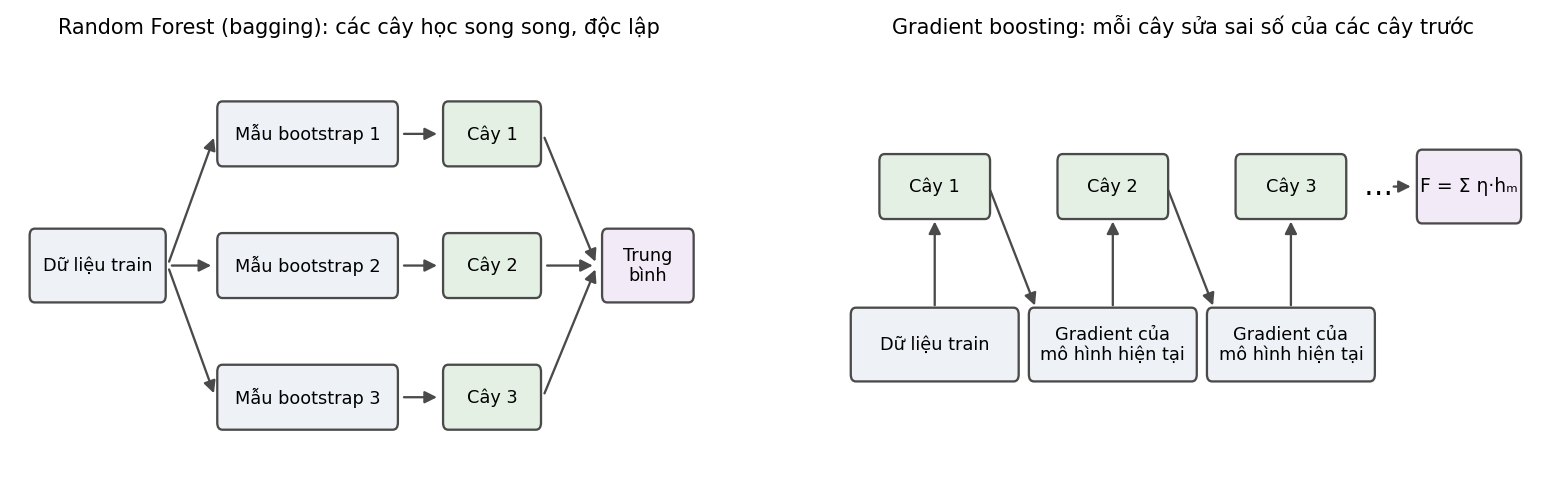 Random Forest (bagging): các cây học song song, độc lập
Mẫu bootstrap 1
Cây 1
Dữ liệu train
Mẫu bootstrap 2
Cây 2
Trung
bình
Mẫu bootstrap 3
Cây 3
Gradient boosting: mỗi cây sửa sai số của các cây trước
Cây 1
Cây 2
Cây 3
...
F = Σ η·hₘ
Dữ liệu train
Gradient của
mô hình hiện tại
Gradient của
mô hình hiện tại